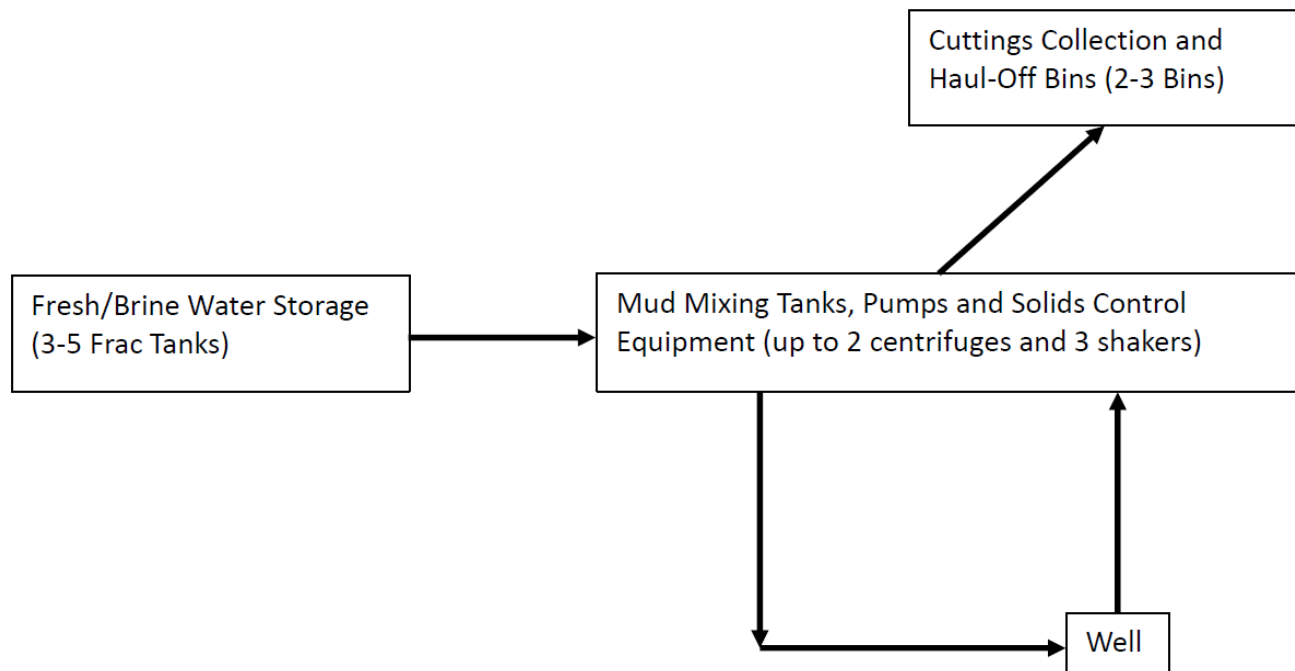 Cuttings Collection and
Haul-Off Bins (2-3 Bins)
Fresh/Brine Water Storage
(3-5 Frac Tanks)
Mud Mixing Tanks, Pumps and Solids Control
Equipment (up to 2 centrifuges and 3 shakers)
Well